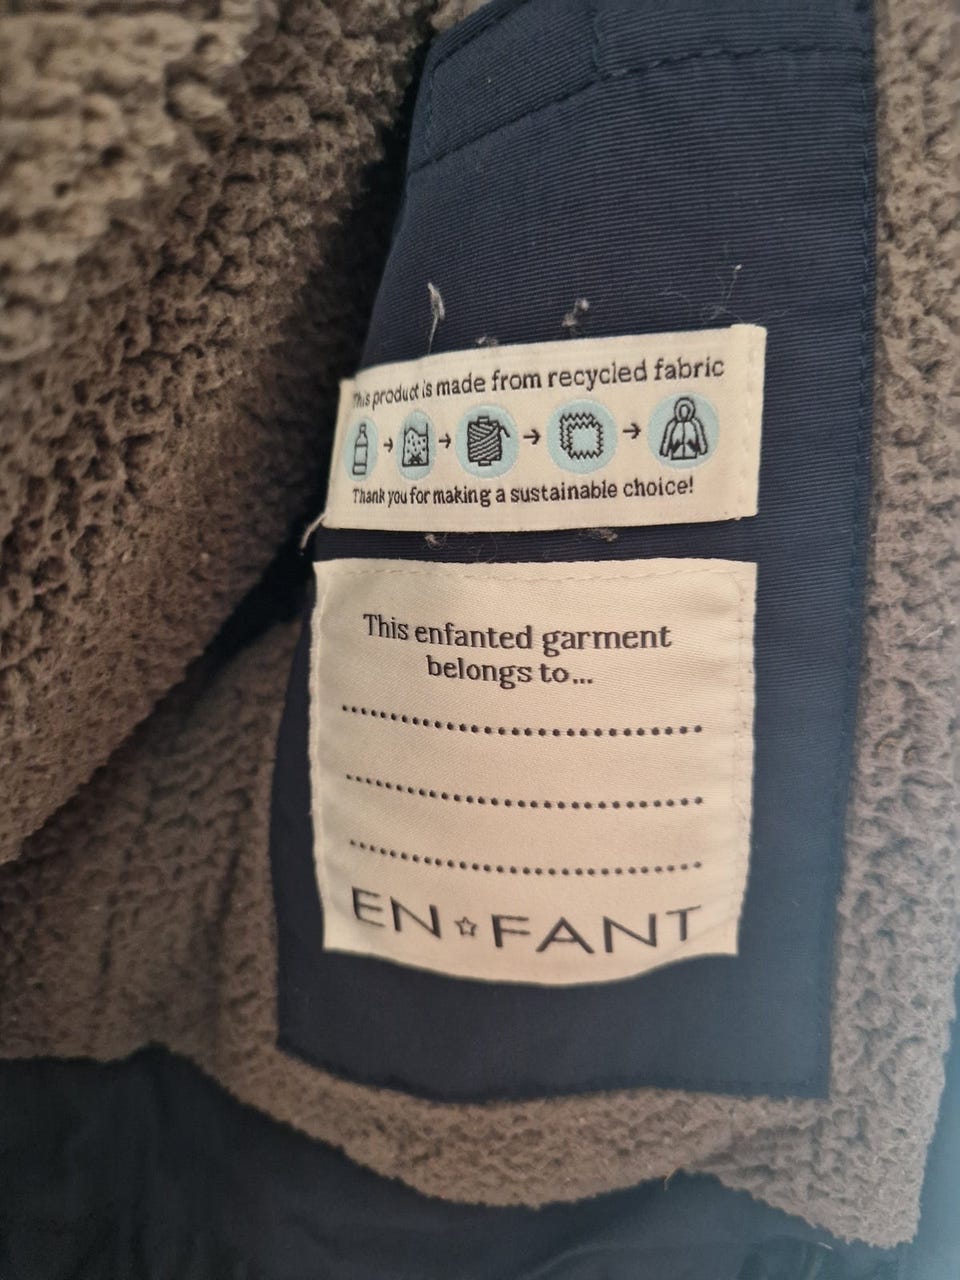 This product is made from recycled fabric
Thank you for making a sustainable choice!
This enfanted garment
belongs to...
EN☆FANT